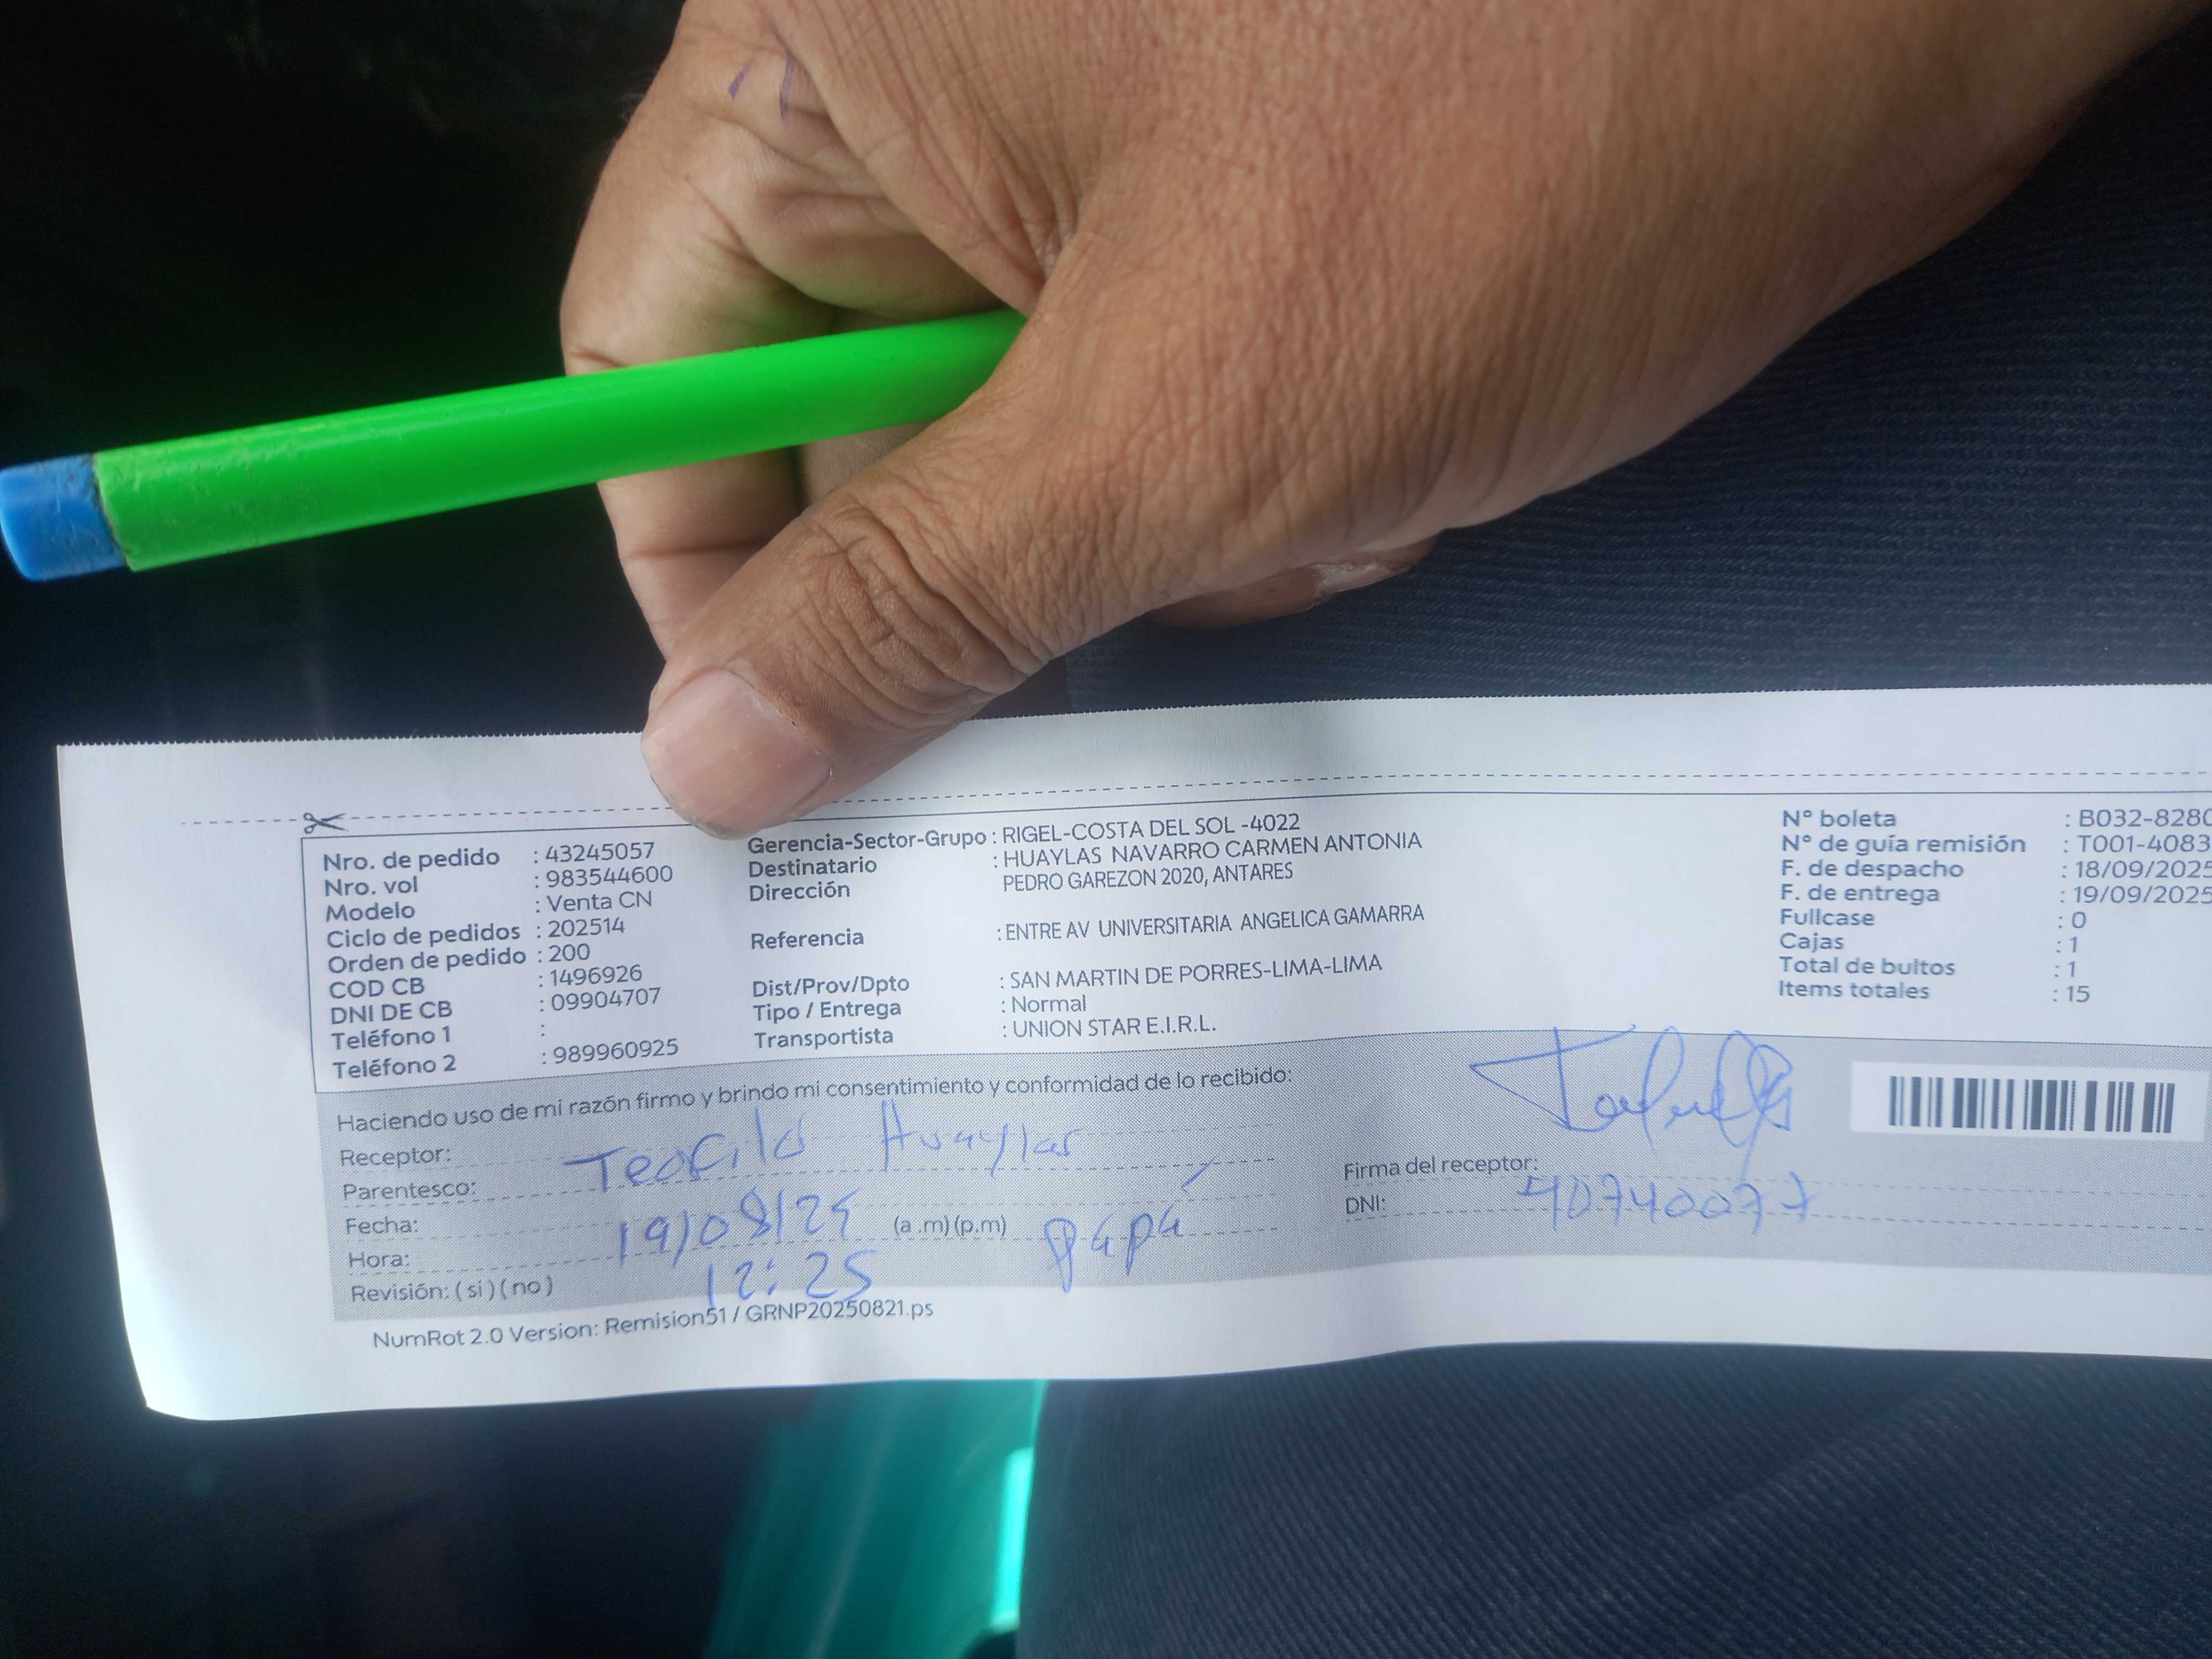 Nro. de pedido : 43245057
Nro. vol : 983544600
Modelo : Venta CN
Ciclo de pedidos : 202514
Orden de pedido : 200
COD CB : 1496926
DNI DE CB : 09904707
Teléfono 1 :
Teléfono 2 : 989960925
Gerencia-Sector-Grupo : RIGEL-COSTA DEL SOL -4022
Destinatario : HUAYLAS NAVARRO CARMEN ANTONIA
Dirección PEDRO GAREZON 2020, ANTARES
Referencia : ENTRE AV UNIVERSITARIA ANGELICA GAMARRA
Dist/Prov/Dpto : SAN MARTIN DE PORRES-LIMA-LIMA
Tipo / Entrega : Normal
Transportista : UNION STAR E.I.R.L.
N° boleta : B032-8280
N° de guía remisión : T001-4083
F. de despacho : 18/09/2025
F. de entrega : 19/09/2025
Fullcase : 0
Cajas : 1
Total de bultos : 1
Items totales : 15
Haciendo uso de mi razón firmo y brindo mi consentimiento y conformidad de lo recibido:
Receptor: Teofilo Huaylas
Parentesco: papá
Fecha: 19/08/25 (a .m) (p.m)
Hora: 12:25
Revisión: ( si ) ( no )
Firma del receptor:
DNI: 40740077
NumRot 2.0 Version: Remision51 / GRNP20250821.ps